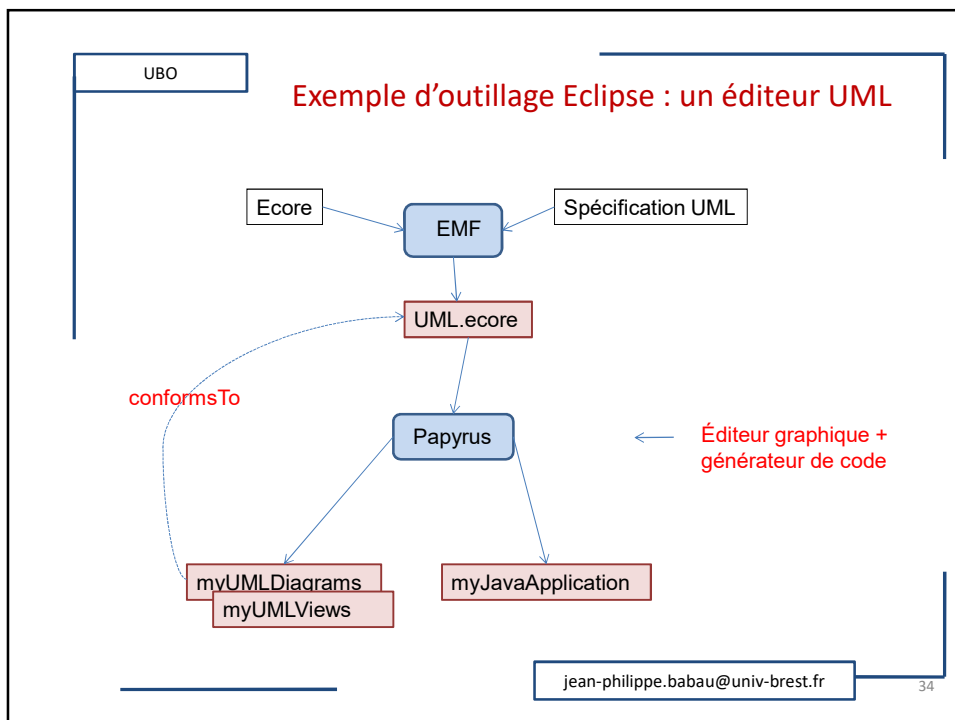 UBO
Exemple d'outillage Eclipse : un éditeur UML
Ecore
EMF
Spécification UML
UML.ecore
conformsTo
Papyrus
Éditeur graphique +
générateur de code
myUMLDiagrams
myUMLViews
myJavaApplication
jean-philippe.babau@univ-brest.fr
34